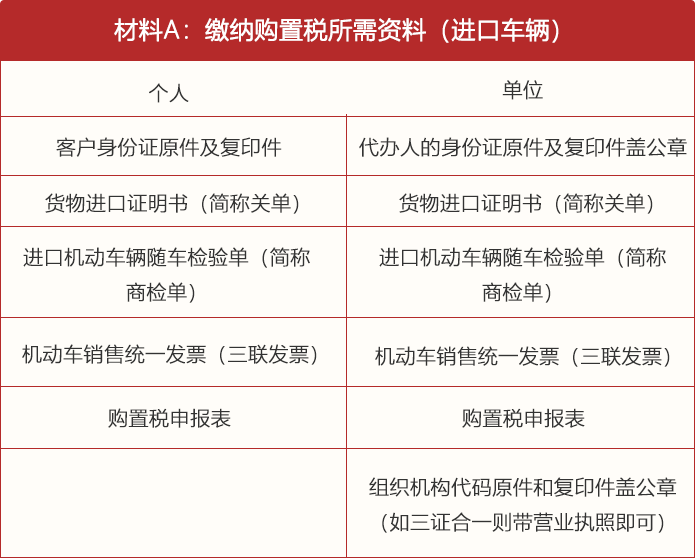 材料A：缴纳购置税所需资料（进口车辆）
个人
单位
客户身份证原件及复印件
代办人的身份证原件及复印件盖公章
货物进口证明书（简称关单）
货物进口证明书（简称关单）
进口机动车辆随车检验单（简称
商检单）
进口机动车辆随车检验单（简称
商检单）
机动车销售统一发票（三联发票）
机动车销售统一发票（三联发票）
购置税申报表
购置税申报表
组织机构代码原件和复印件盖公章
（如三证合一则带营业执照即可）